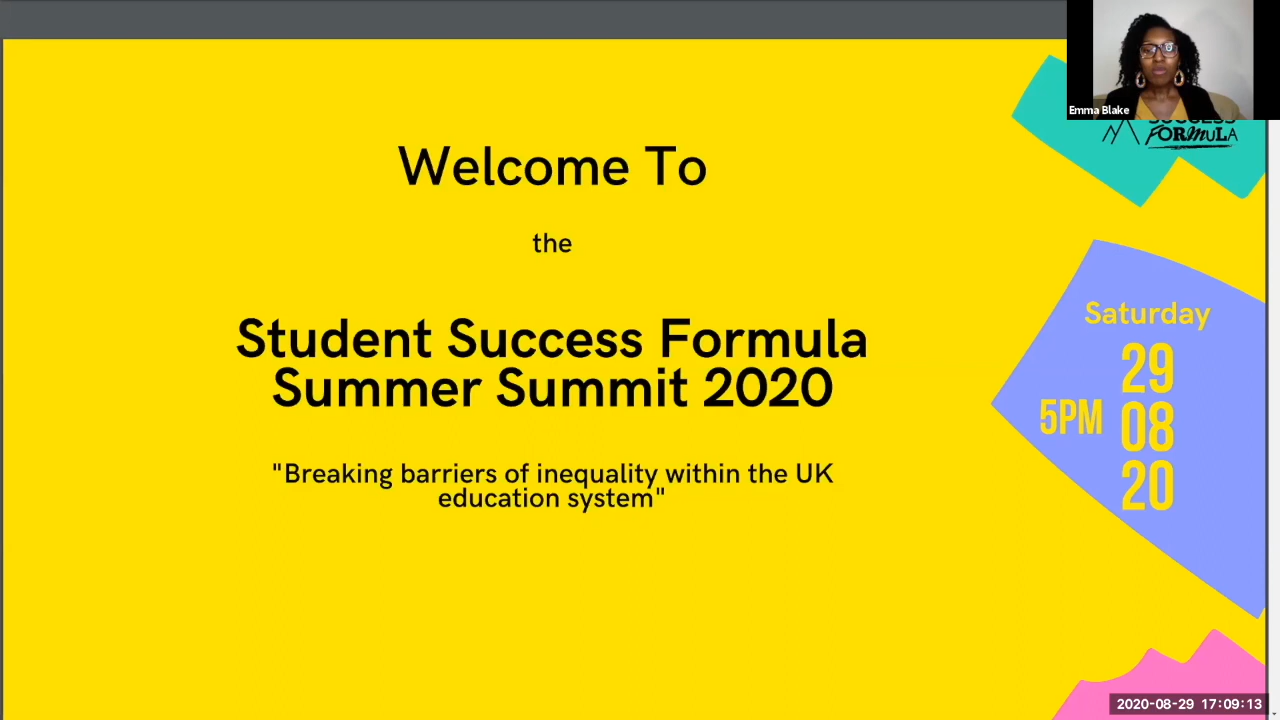 Welcome To
the
Student Success Formula
Summer Summit 2020
"Breaking barriers of inequality within the UK
education system"
Emma Blake
SUCCESS
FORMULA
Saturday
29
5PM 08
20
2020-08-29 17:09:13